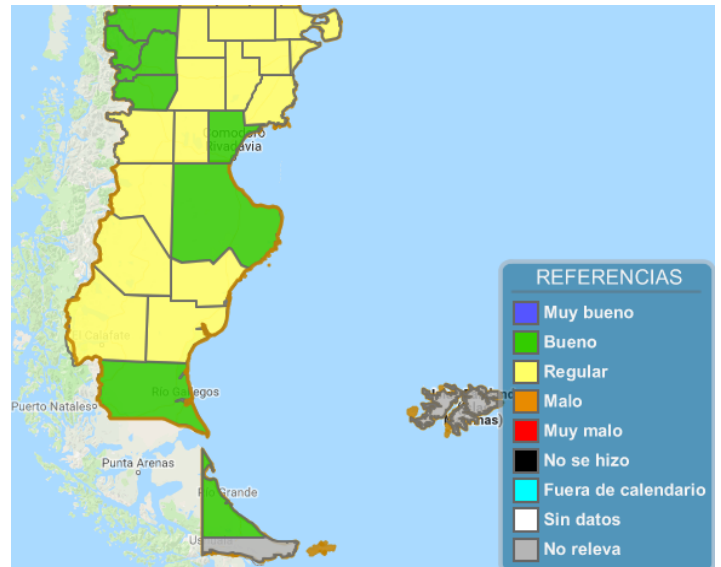 Comodoro
Rivadavia
REFERENCIAS
Muy bueno
Bueno
Regular
Malo
Muy malo
No se hizo
Fuera de calendario
Sin datos
No releva
El Calafate
Río Gallegos
Puerto Natales
Punta Arenas
Río Grande